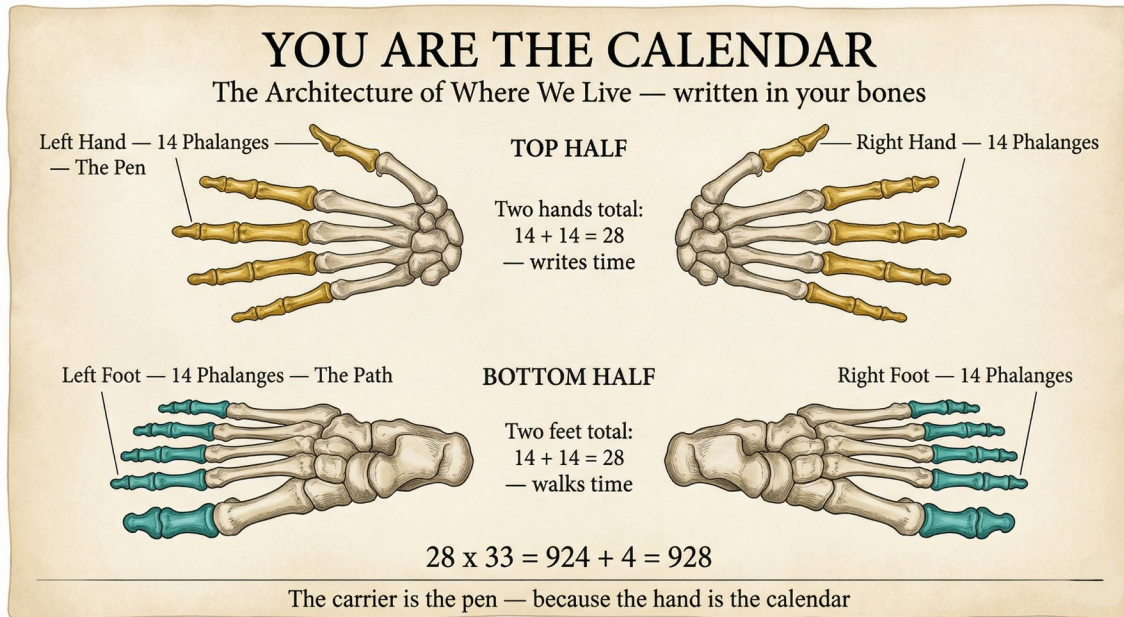 YOU ARE THE CALENDAR
The Architecture of Where We Live — written in your bones
Left Hand — 14 Phalanges
— The Pen
TOP HALF
Right Hand — 14 Phalanges
Two hands total:
14 + 14 = 28
— writes time
Left Foot — 14 Phalanges — The Path
BOTTOM HALF
Right Foot — 14 Phalanges
Two feet total:
14 + 14 = 28
— walks time
28 x 33 = 924 + 4 = 928
The carrier is the pen — because the hand is the calendar